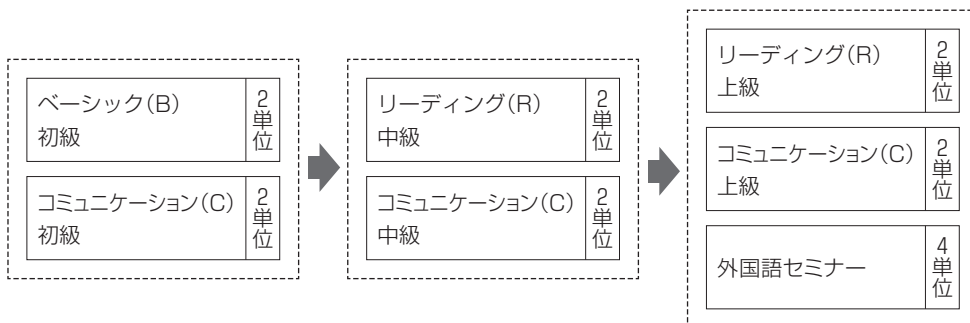 ベーシック(B)
初級
2単位
コミュニケーション(C)
初級
2単位
リーディング(R)
中級
2単位
コミュニケーション(C)
中級
2単位
リーディング(R)
上級
2単位
コミュニケーション(C)
上級
2単位
外国語セミナー
4単位